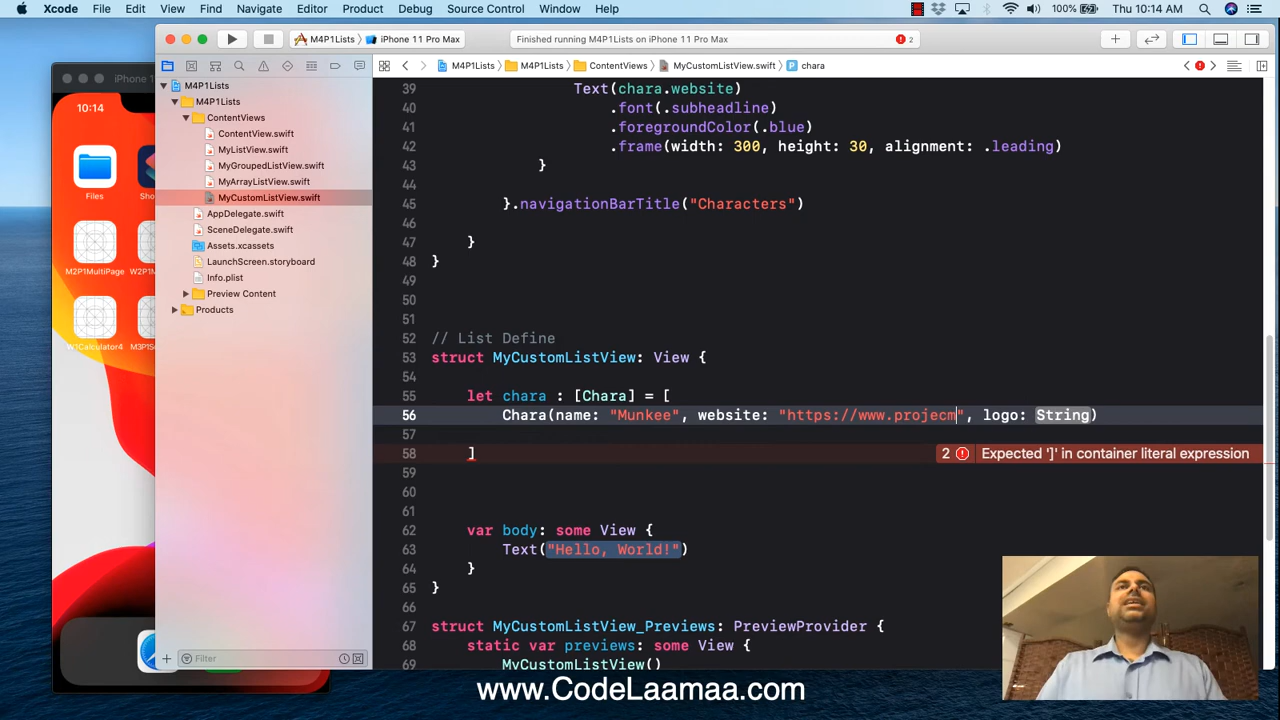 Xcode File Edit View Find Navigate Editor Product Debug Source Control Window Help 100% Thu 10:14 AM
M4P1Lists iPhone 11 Pro Max Finished running M4P1Lists on iPhone 11 Pro Max 2
M4P1Lists M4P1Lists ContentViews MyCustomListView.swift chara
iPhone 1
10:14
Files
Sho
M2P1MultiPage
W2P1M
W1Calculator4
M3P1S
M4P1Lists
M4P1Lists
ContentViews
ContentView.swift
MyListView.swift
MyGroupedListView.swift
MyArrayListView.swift
MyCustomListView.swift
AppDelegate.swift
SceneDelegate.swift
Assets.xcassets
LaunchScreen.storyboard
Info.plist
Preview Content
Products
Filter
39 Text(chara.website)
40 .font(.subheadline)
41 .foregroundColor(.blue)
42 .frame(width: 300, height: 30, alignment: .leading)
43 }
44
45 }.navigationBarTitle("Characters")
46
47 }
48 }
49
50
51
52 // List Define
53 struct MyCustomListView: View {
54
55 let chara : [Chara] = [
56 Chara(name: "Munkee", website: "https://www.projecm", logo: String)
57
58 ] 2 Expected ']' in container literal expression
59
60
61
62 var body: some View {
63 Text("Hello, World!")
64 }
65 }
66
67 struct MyCustomListView_Previews: PreviewProvider {
68 static var previews: some View {
69 MyCustomListView()
www.CodeLaamaa.com